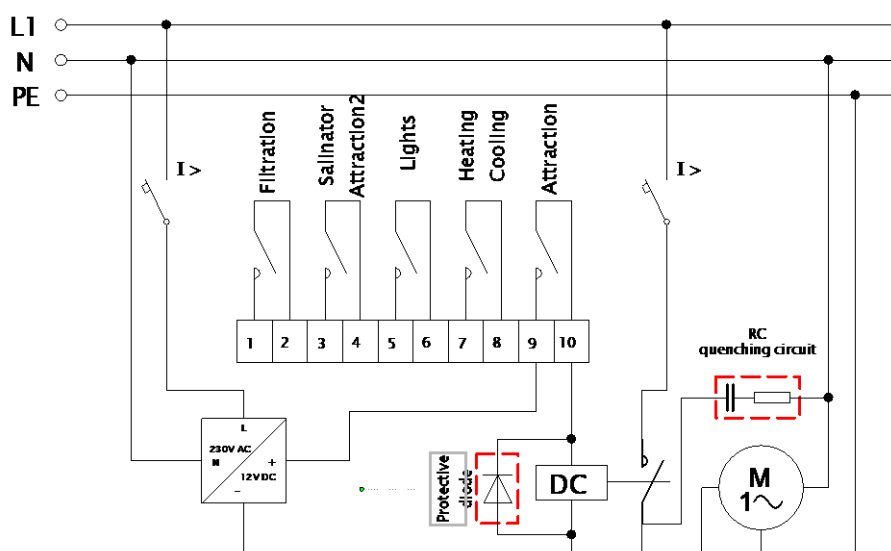 L1
N
PE
I >
Filtration
Salinator
Attraction2
Lights
Heating
Cooling
Attraction
I >
1 2 3 4 5 6 7 8 9 10
RC
quenching circuit
L
230V AC
N
+
12V DC
−
Protective
diode
DC
M
1~